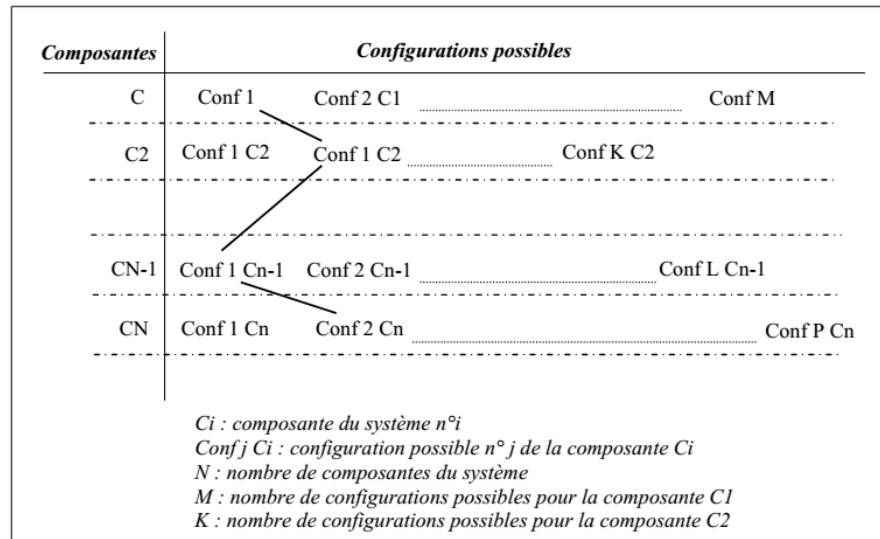 Composantes Configurations possibles
C Conf 1 Conf 2 C1 Conf M
C2 Conf 1 C2 Conf 1 C2 Conf K C2
CN-1 Conf 1 Cn-1 Conf 2 Cn-1 Conf L Cn-1
CN Conf 1 Cn Conf 2 Cn Conf P Cn
Ci : composante du système n°i
Conf j Ci : configuration possible n° j de la composante Ci
N : nombre de composantes du système
M : nombre de configurations possibles pour la composante C1
K : nombre de configurations possibles pour la composante C2